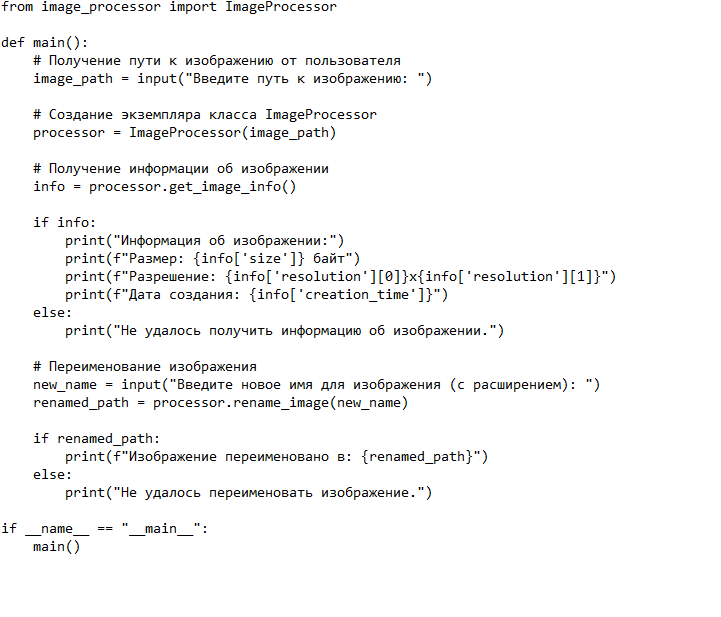 from image_processor import ImageProcessor

def main():
    # Получение пути к изображению от пользователя
    image_path = input("Введите путь к изображению: ")

    # Создание экземпляра класса ImageProcessor
    processor = ImageProcessor(image_path)

    # Получение информации об изображении
    info = processor.get_image_info()

    if info:
        print("Информация об изображении:")
        print(f"Размер: {info['size']} байт")
        print(f"Разрешение: {info['resolution'][0]}x{info['resolution'][1]}")
        print(f"Дата создания: {info['creation_time']}")
    else:
        print("Не удалось получить информацию об изображении.")

    # Переименование изображения
    new_name = input("Введите новое имя для изображения (с расширением): ")
    renamed_path = processor.rename_image(new_name)

    if renamed_path:
        print(f"Изображение переименовано в: {renamed_path}")
    else:
        print("Не удалось переименовать изображение.")

if __name__ == "__main__":
    main()